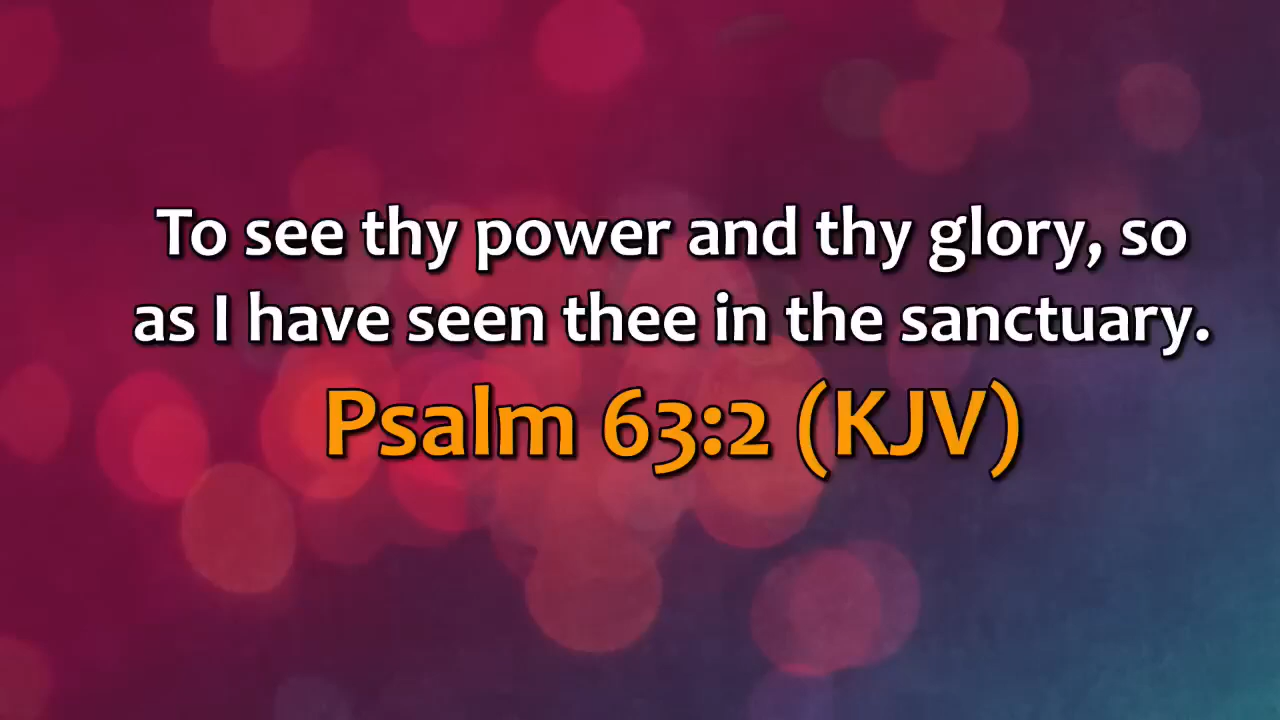 To see thy power and thy glory, so
as I have seen thee in the sanctuary.
Psalm 63:2 (KJV)